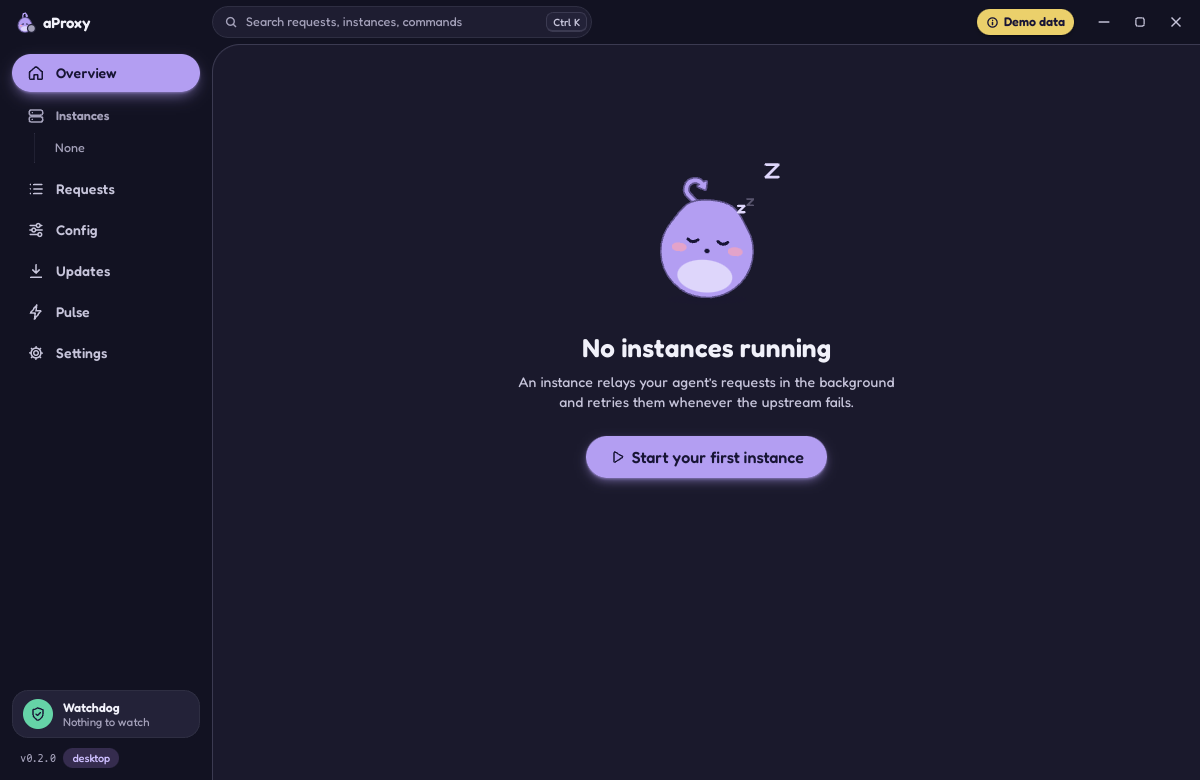 aProxy
Search requests, instances, commands
Ctrl K
Demo data
Overview
Instances
None
Requests
Config
Updates
Pulse
Settings
z
z
z
No instances running
An instance relays your agent's requests in the background
and retries them whenever the upstream fails.
Start your first instance
Watchdog
Nothing to watch
v0.2.0 desktop